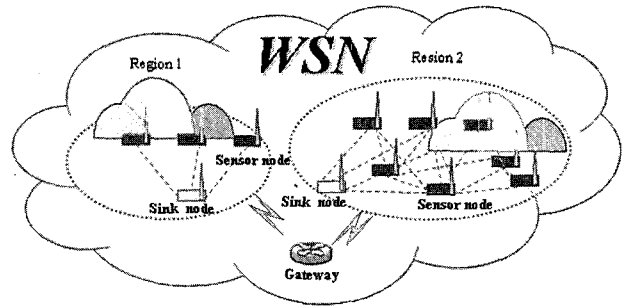 WSN
Region 1
Resion 2
Sensor node
Sink node
Sink node
Sensor node
Gateway